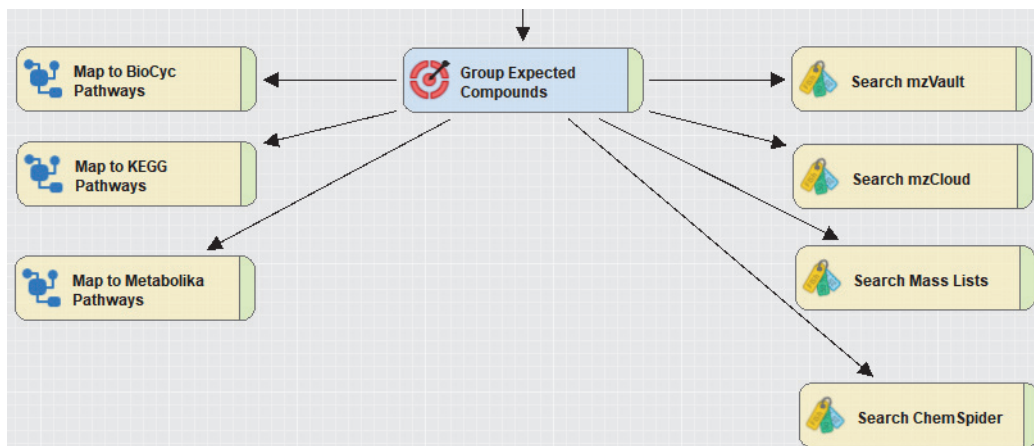 Map to BioCyc
Pathways
Group Expected
Compounds
Search mzVault
Map to KEGG
Pathways
Search mzCloud
Map to Metabolika
Pathways
Search Mass Lists
Search ChemSpider